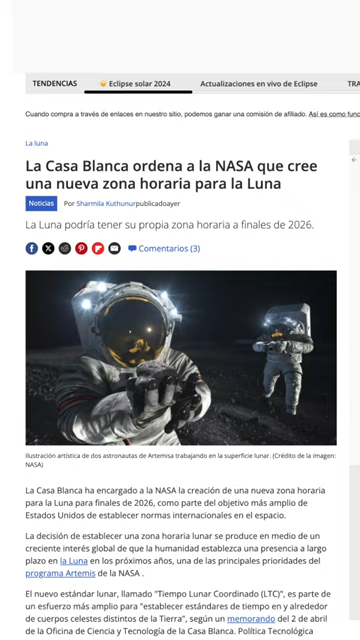 TENDENCIAS
Eclipse solar 2024
Actualizaciones en vivo de Eclipse
TRA
Cuando compra a través de enlaces en nuestro sitio, podemos ganar una comisión de afiliado. Así es como func
La luna
La Casa Blanca ordena a la NASA que cree
una nueva zona horaria para la Luna
Noticias Por Sharmila Kuthunurpublicadoayer
La Luna podría tener su propia zona horaria a finales de 2026.
Comentarios (3)
Ilustración artística de dos astronautas de Artemisa trabajando en la superficie lunar. (Crédito de la imagen:
NASA)
La Casa Blanca ha encargado a la NASA la creación de una nueva zona horaria
para la Luna para finales de 2026, como parte del objetivo más amplio de
Estados Unidos de establecer normas internacionales en el espacio.
La decisión de establecer una zona horaria lunar se produce en medio de un
creciente interés global de que la humanidad establezca una presencia a largo
plazo en la Luna en los próximos años, una de las principales prioridades del
programa Artemis de la NASA .
El nuevo estándar lunar, llamado "Tiempo Lunar Coordinado (LTC), es parte de
un esfuerzo más amplio para "establecer estándares de tiempo en y alrededor
de cuerpos celestes distintos de la Tierra", según un memorando del 2 de abril
de la Oficina de Ciencia y Tecnología de la Casa Blanca. Política Tecnológica